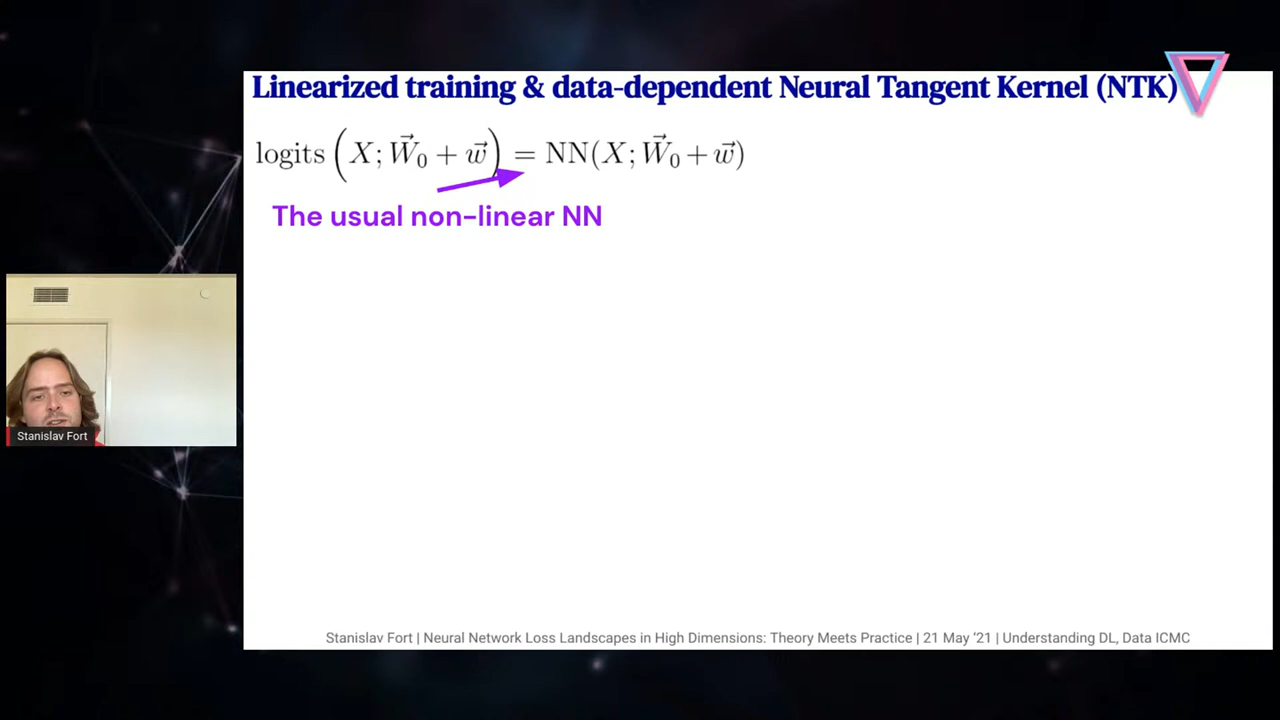 Linearized training & data-dependent Neural Tangent Kernel (NTK)
logits (X; W⃗₀ + w⃗) = NN(X; W⃗₀ + w⃗)
The usual non-linear NN
Stanislav Fort
Stanislav Fort | Neural Network Loss Landscapes in High Dimensions: Theory Meets Practice | 21 May ‘21 | Understanding DL, Data ICMC